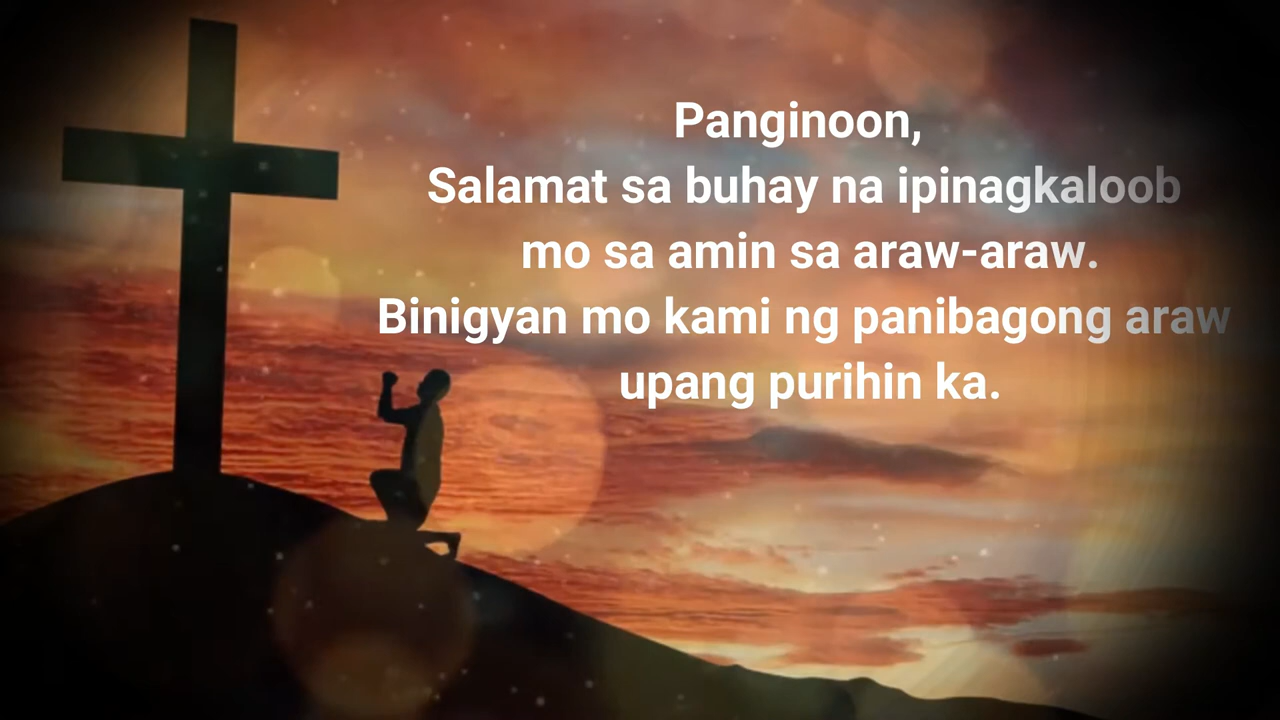 Panginoon,
Salamat sa buhay na ipinagkaloob
mo sa amin sa araw-araw.
Binigyan mo kami ng panibagong araw
upang purihin ka.